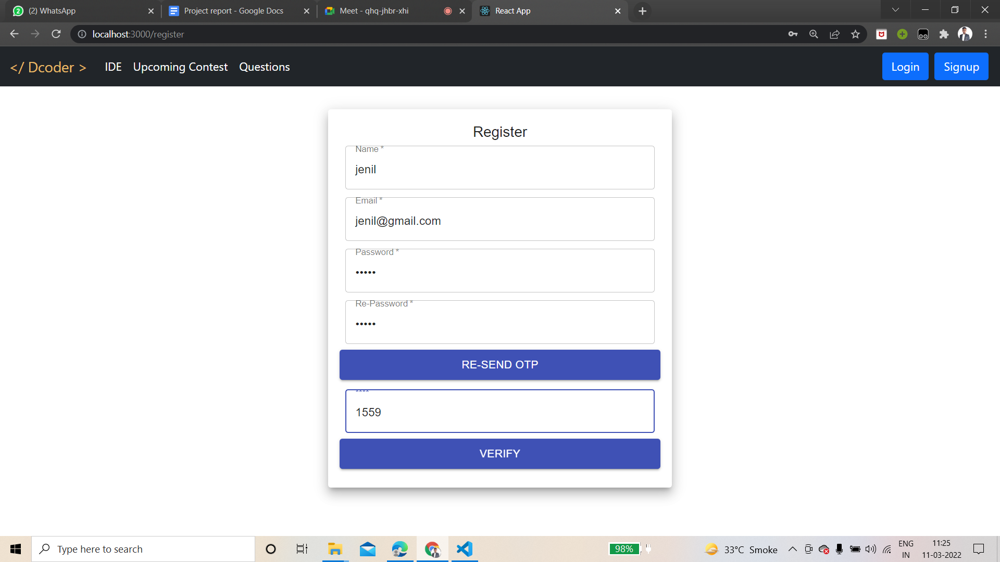 (2) WhatsApp
Project report - Google Docs
Meet - qhq-jhbr-xhi
React App
localhost:3000/register
</ Dcoder >
IDE
Upcoming Contest
Questions
Login
Signup
Register
Name *
jenil
Email *
jenil@gmail.com
Password *
•••••
Re-Password *
•••••
RE-SEND OTP
****
1559
VERIFY
Type here to search
98%
33°C Smoke
ENG
IN
11:25
11-03-2022